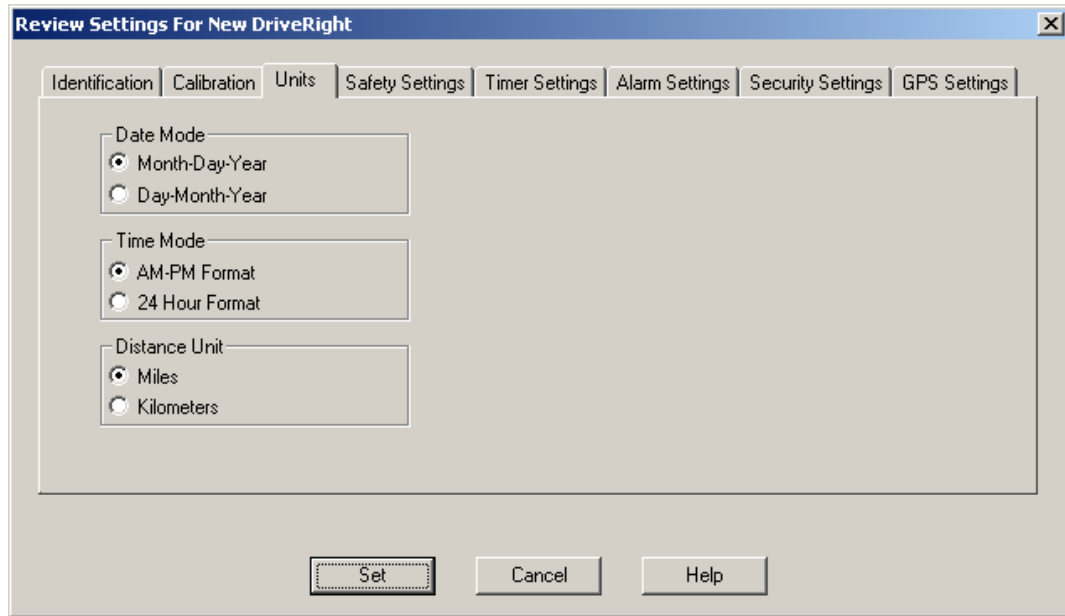 Review Settings For New DriveRight
Identification Calibration Units Safety Settings Timer Settings Alarm Settings Security Settings GPS Settings
Date Mode
Month-Day-Year
Day-Month-Year
Time Mode
AM-PM Format
24 Hour Format
Distance Unit
Miles
Kilometers
Set Cancel Help